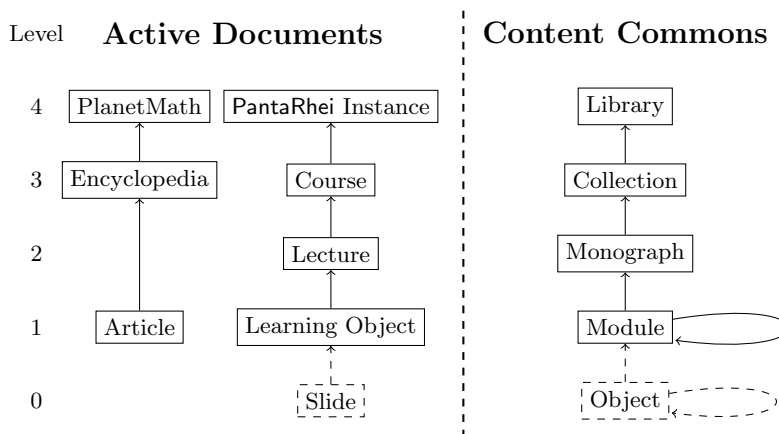 Level Active Documents Content Commons
4 PlanetMath PantaRhei Instance Library
3 Encyclopedia Course Collection
2 Lecture Monograph
1 Article Learning Object Module
0 Slide Object